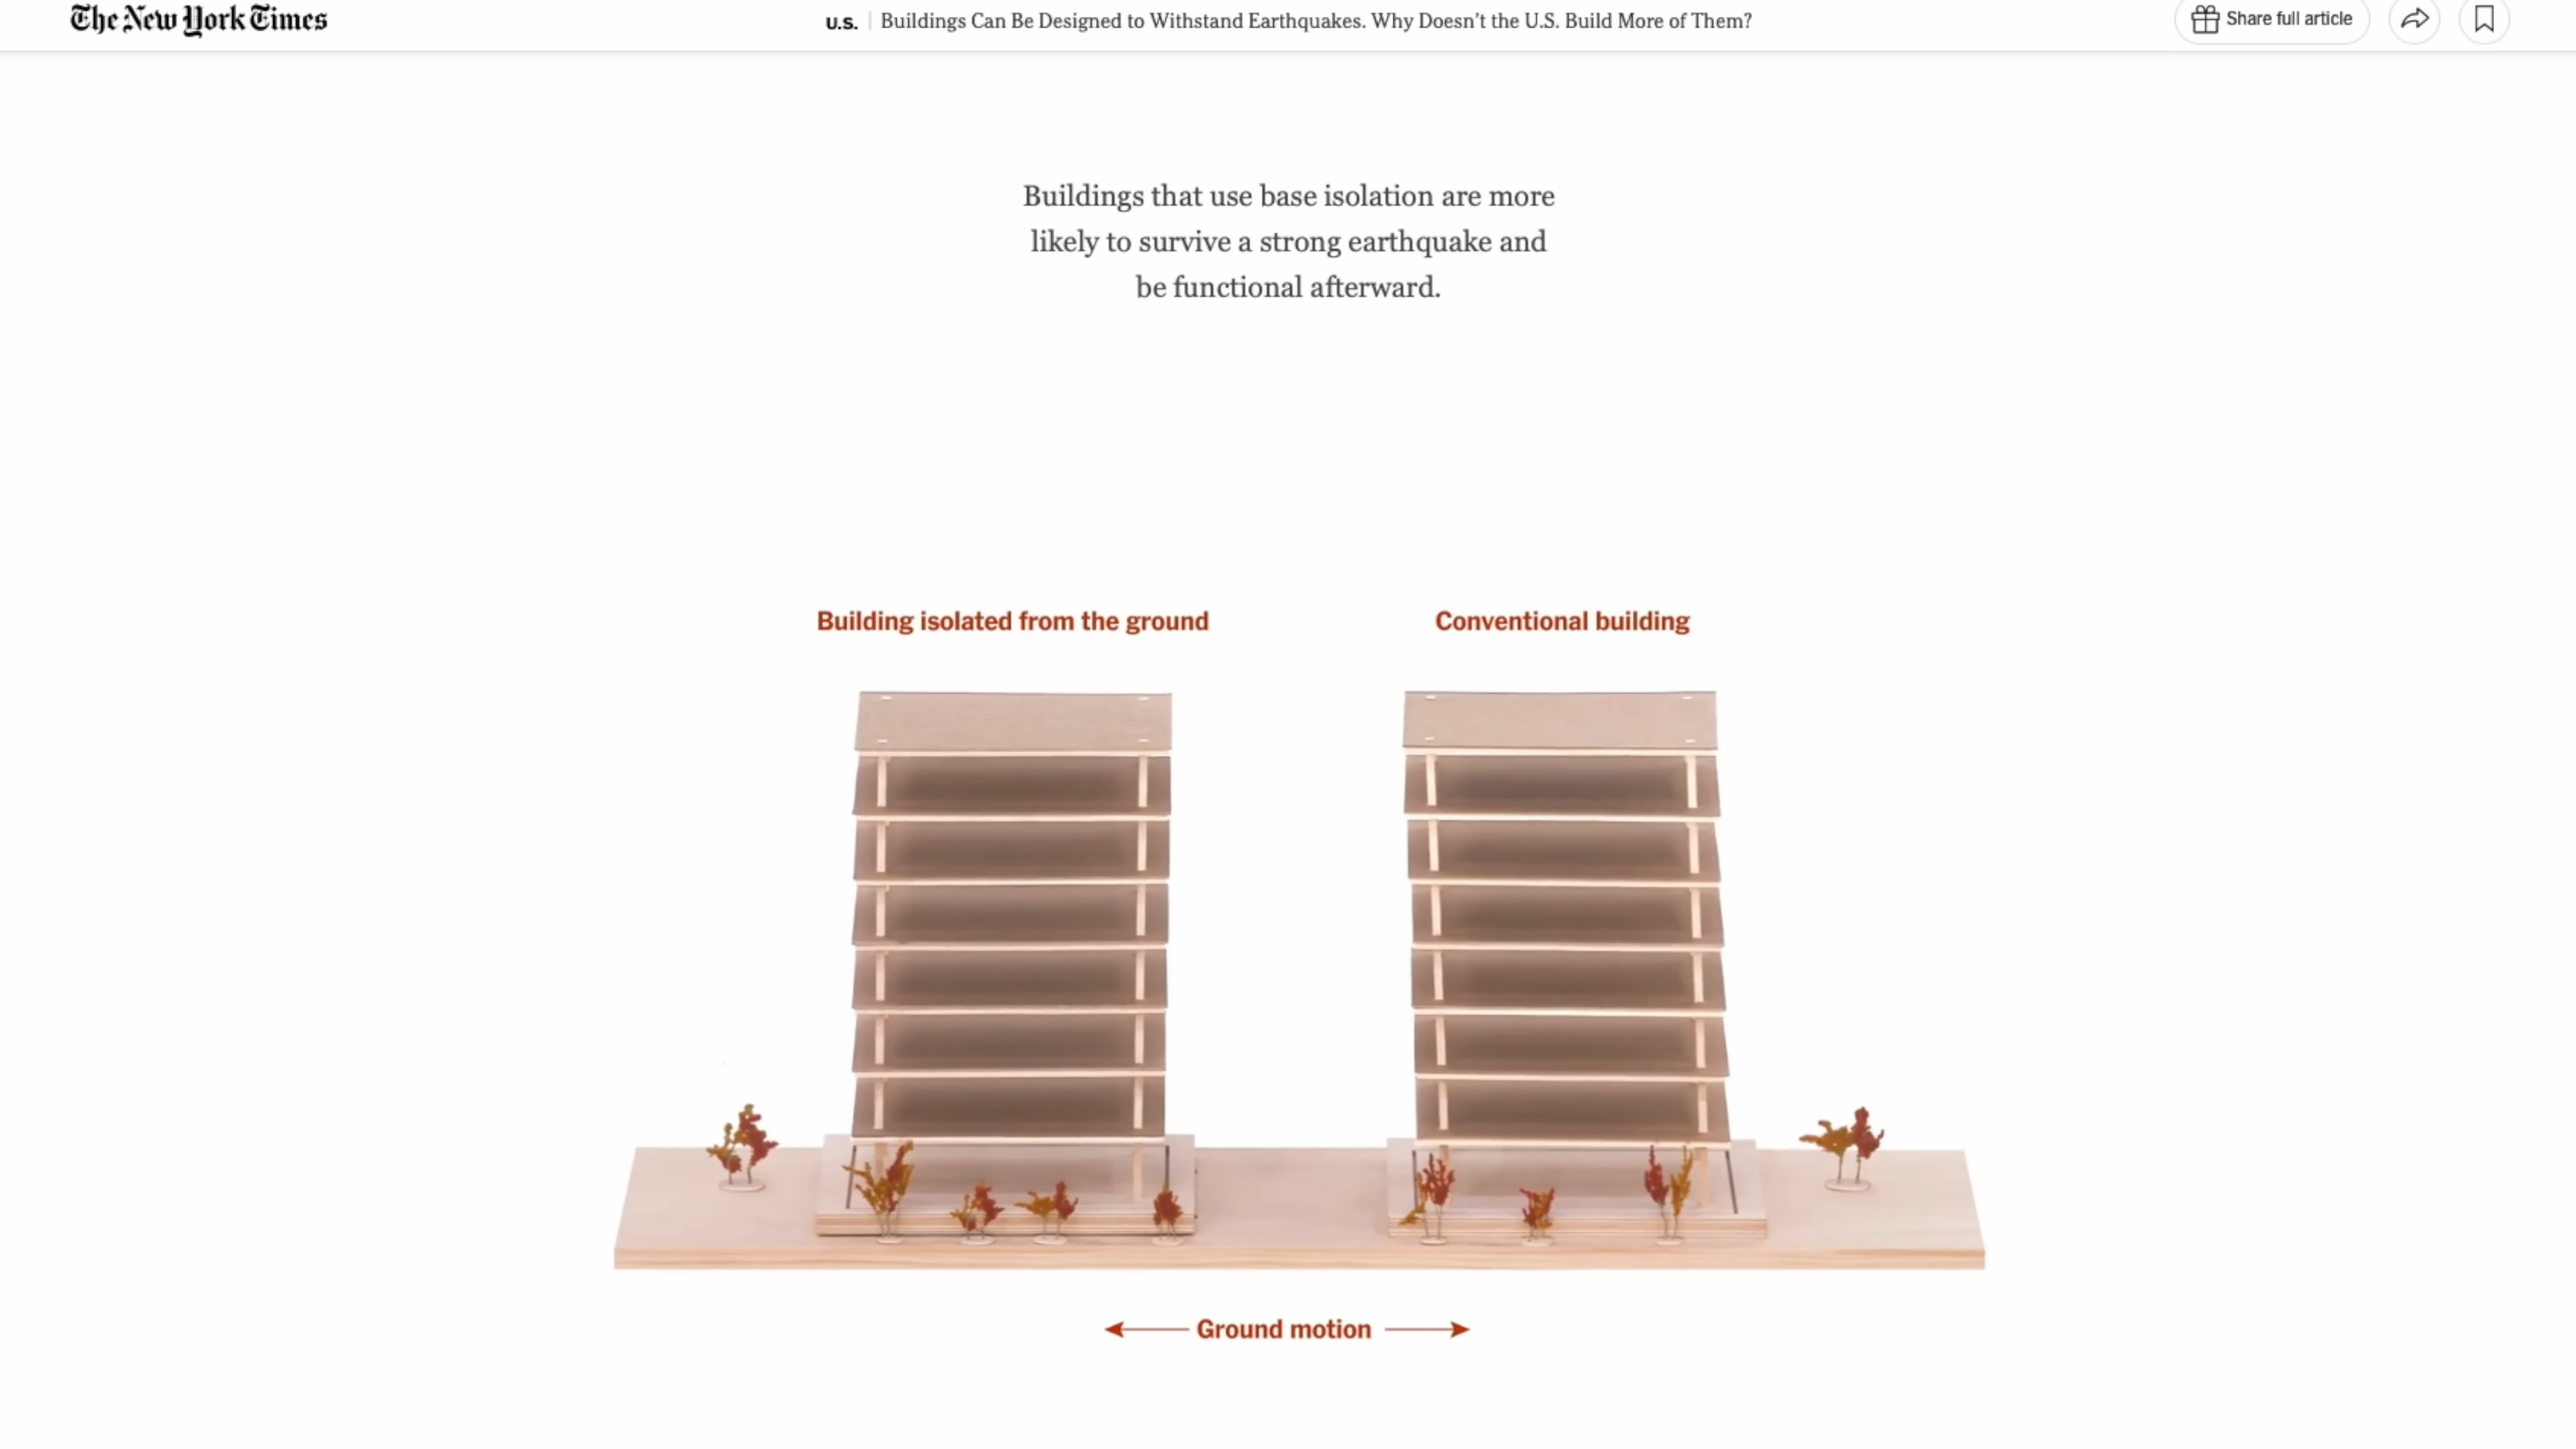 The New York Times
U.S. | Buildings Can Be Designed to Withstand Earthquakes. Why Doesn’t the U.S. Build More of Them?
Share full article
Buildings that use base isolation are more
likely to survive a strong earthquake and
be functional afterward.
Building isolated from the ground
Conventional building
Ground motion